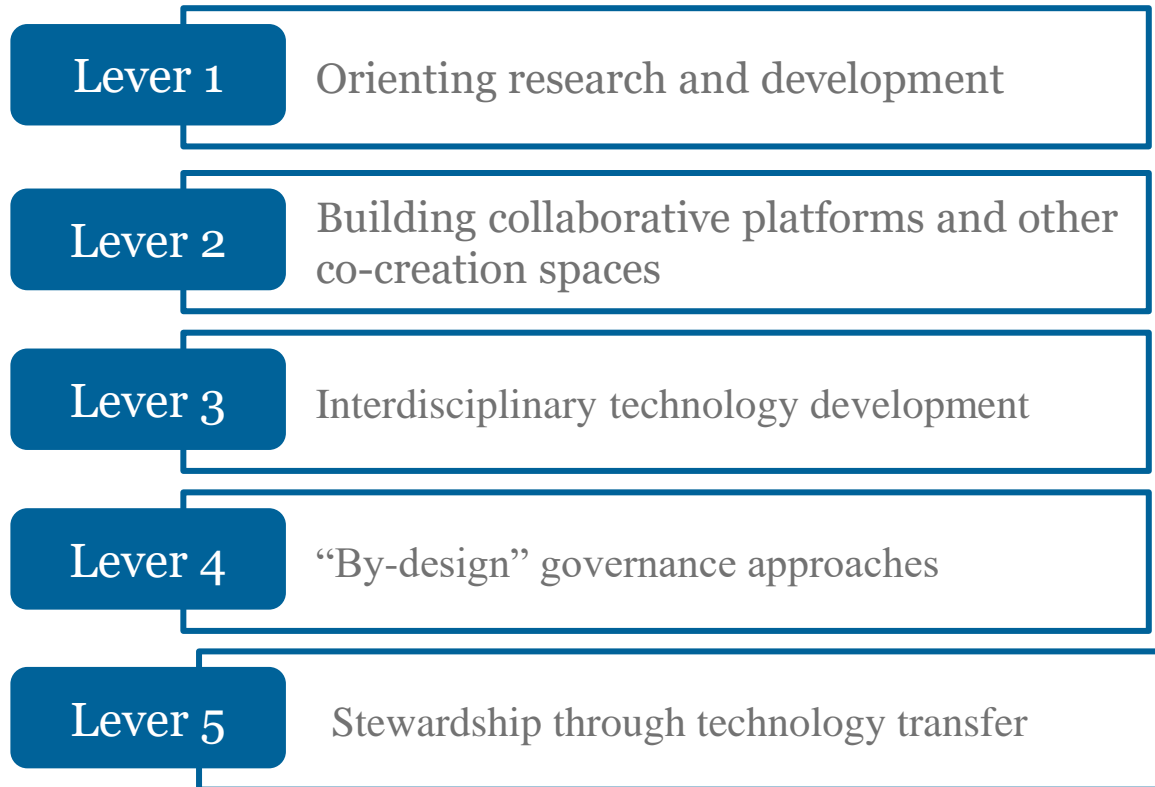 Lever 1
Orienting research and development
Lever 2
Building collaborative platforms and other
co-creation spaces
Lever 3
Interdisciplinary technology development
Lever 4
“By-design” governance approaches
Lever 5
Stewardship through technology transfer